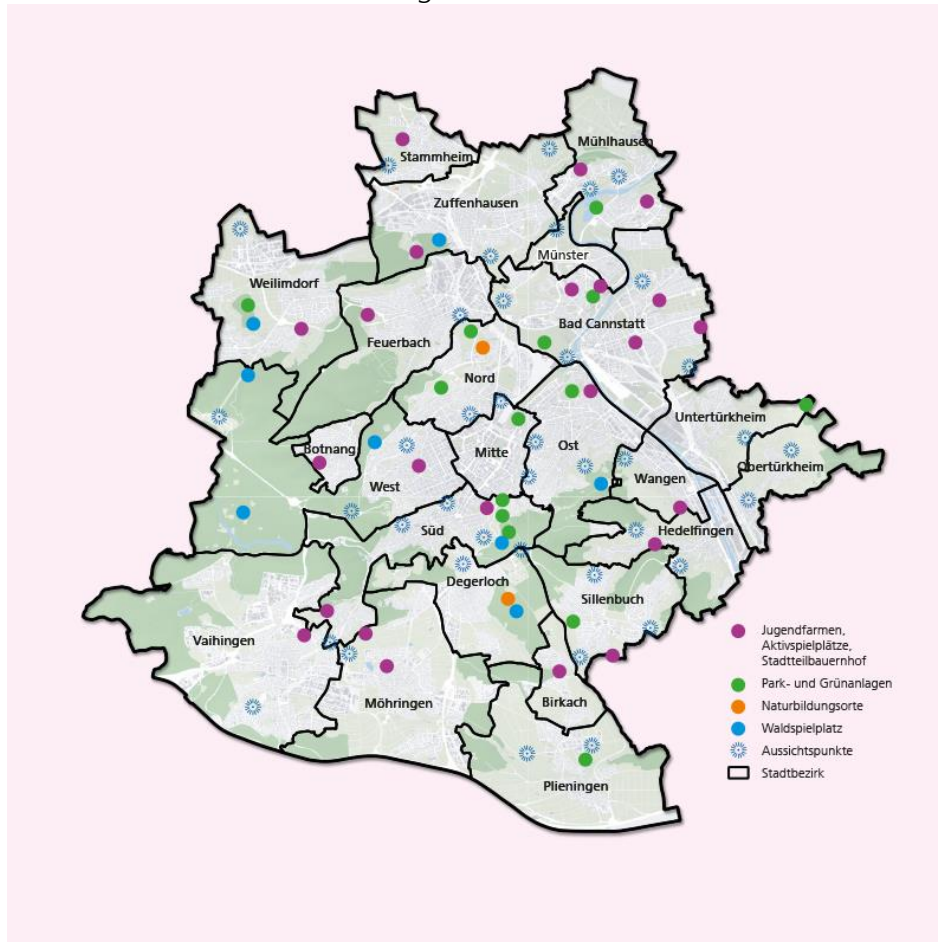 Mühlhausen
Stammheim
Zuffenhausen
Münster
Weilimdorf
Bad Cannstatt
Feuerbach
Nord
Untertürkheim
Botnang
Mitte
Ost
Obertürkheim
West
Wangen
Süd
Hedelfingen
Degerloch
Sillenbuch
Vaihingen
Möhringen
Birkach
Plieningen
Jugendfarmen,
Aktivspielplätze,
Stadtteilbauernhof
Park- und Grünanlagen
Naturbildungsorte
Waldspielplatz
Aussichtspunkte
Stadtbezirk